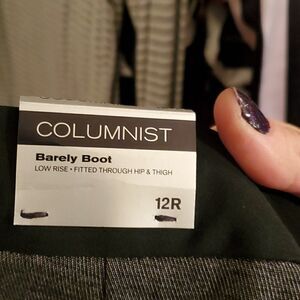 COLUMNIST
Barely Boot
LOW RISE • FITTED THROUGH HIP & THIGH
12R